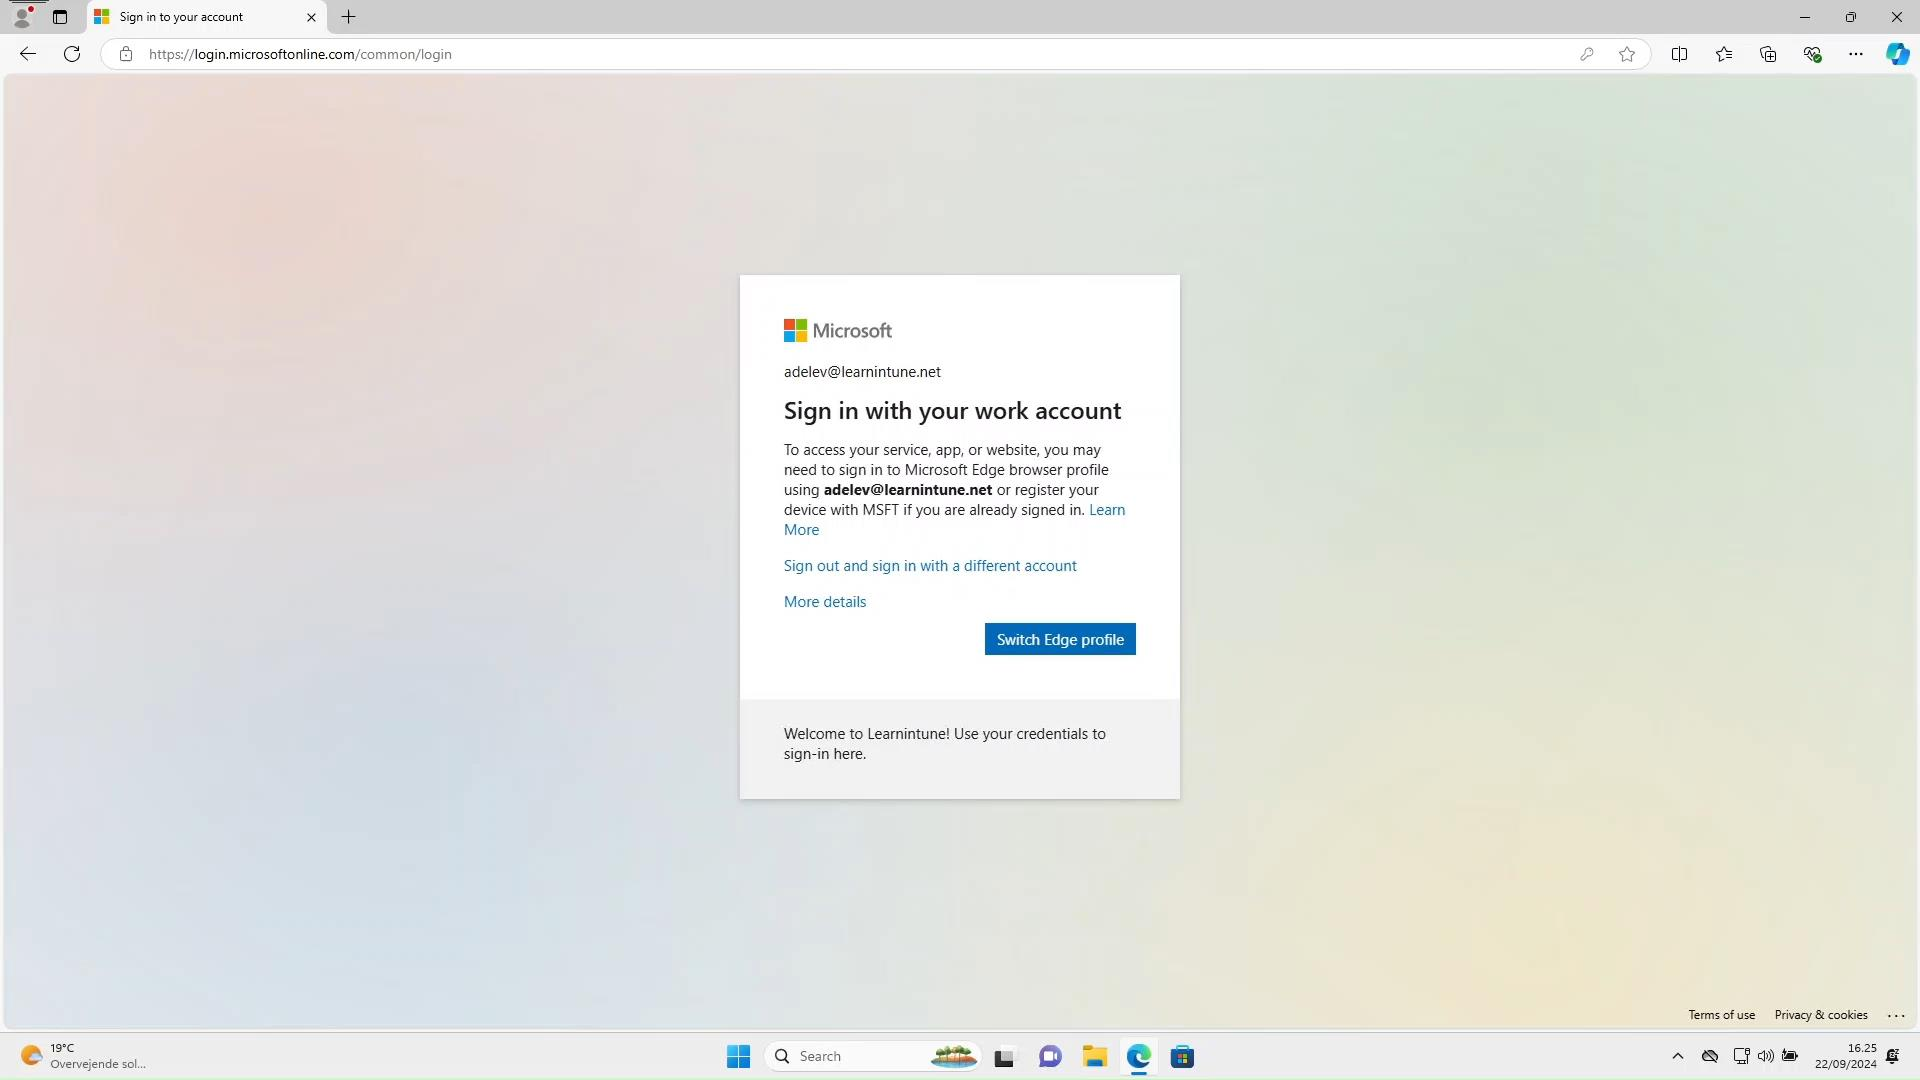 Sign in to your account
https://login.microsoftonline.com/common/login
Microsoft
adelev@learnintune.net
Sign in with your work account
To access your service, app, or website, you may
need to sign in to Microsoft Edge browser profile
using adelev@learnintune.net or register your
device with MSFT if you are already signed in. Learn
More
Sign out and sign in with a different account
More details
Switch Edge profile
Welcome to Learnintune! Use your credentials to
sign-in here.
Terms of use Privacy & cookies ...
19°C
Overvejende sol...
Search
16.25
22/09/2024